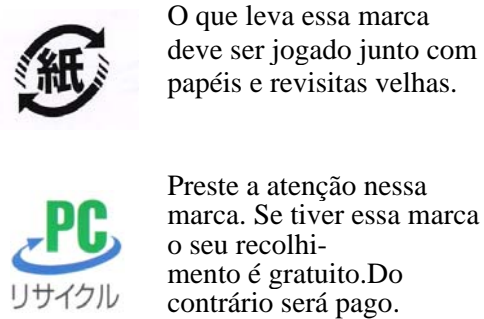 紙
O que leva essa marca
deve ser jogado junto com
papéis e revisitas velhas.
PC
リサイクル
Preste a atenção nessa
marca. Se tiver essa marca
o seu recolhi-
mento é gratuito.Do
contrário será pago.